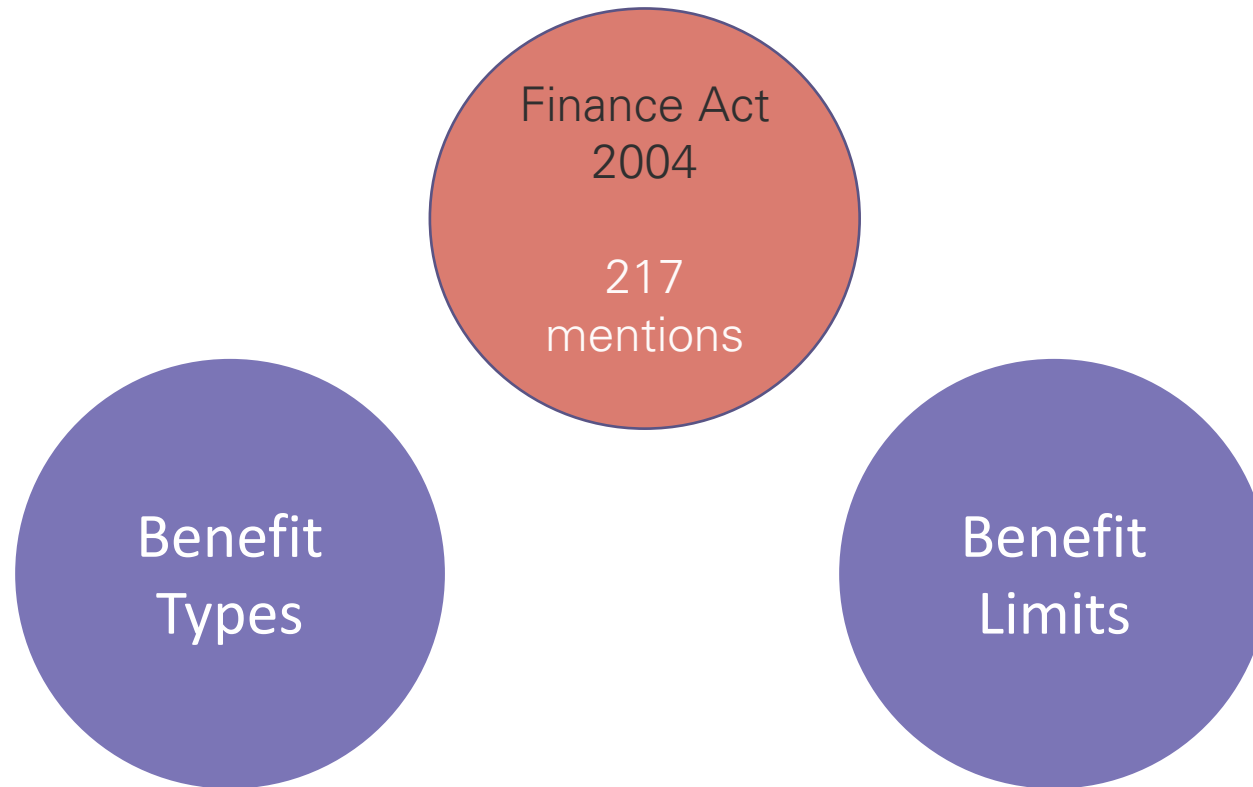 Finance Act
2004
217
mentions
Benefit
Types
Benefit
Limits